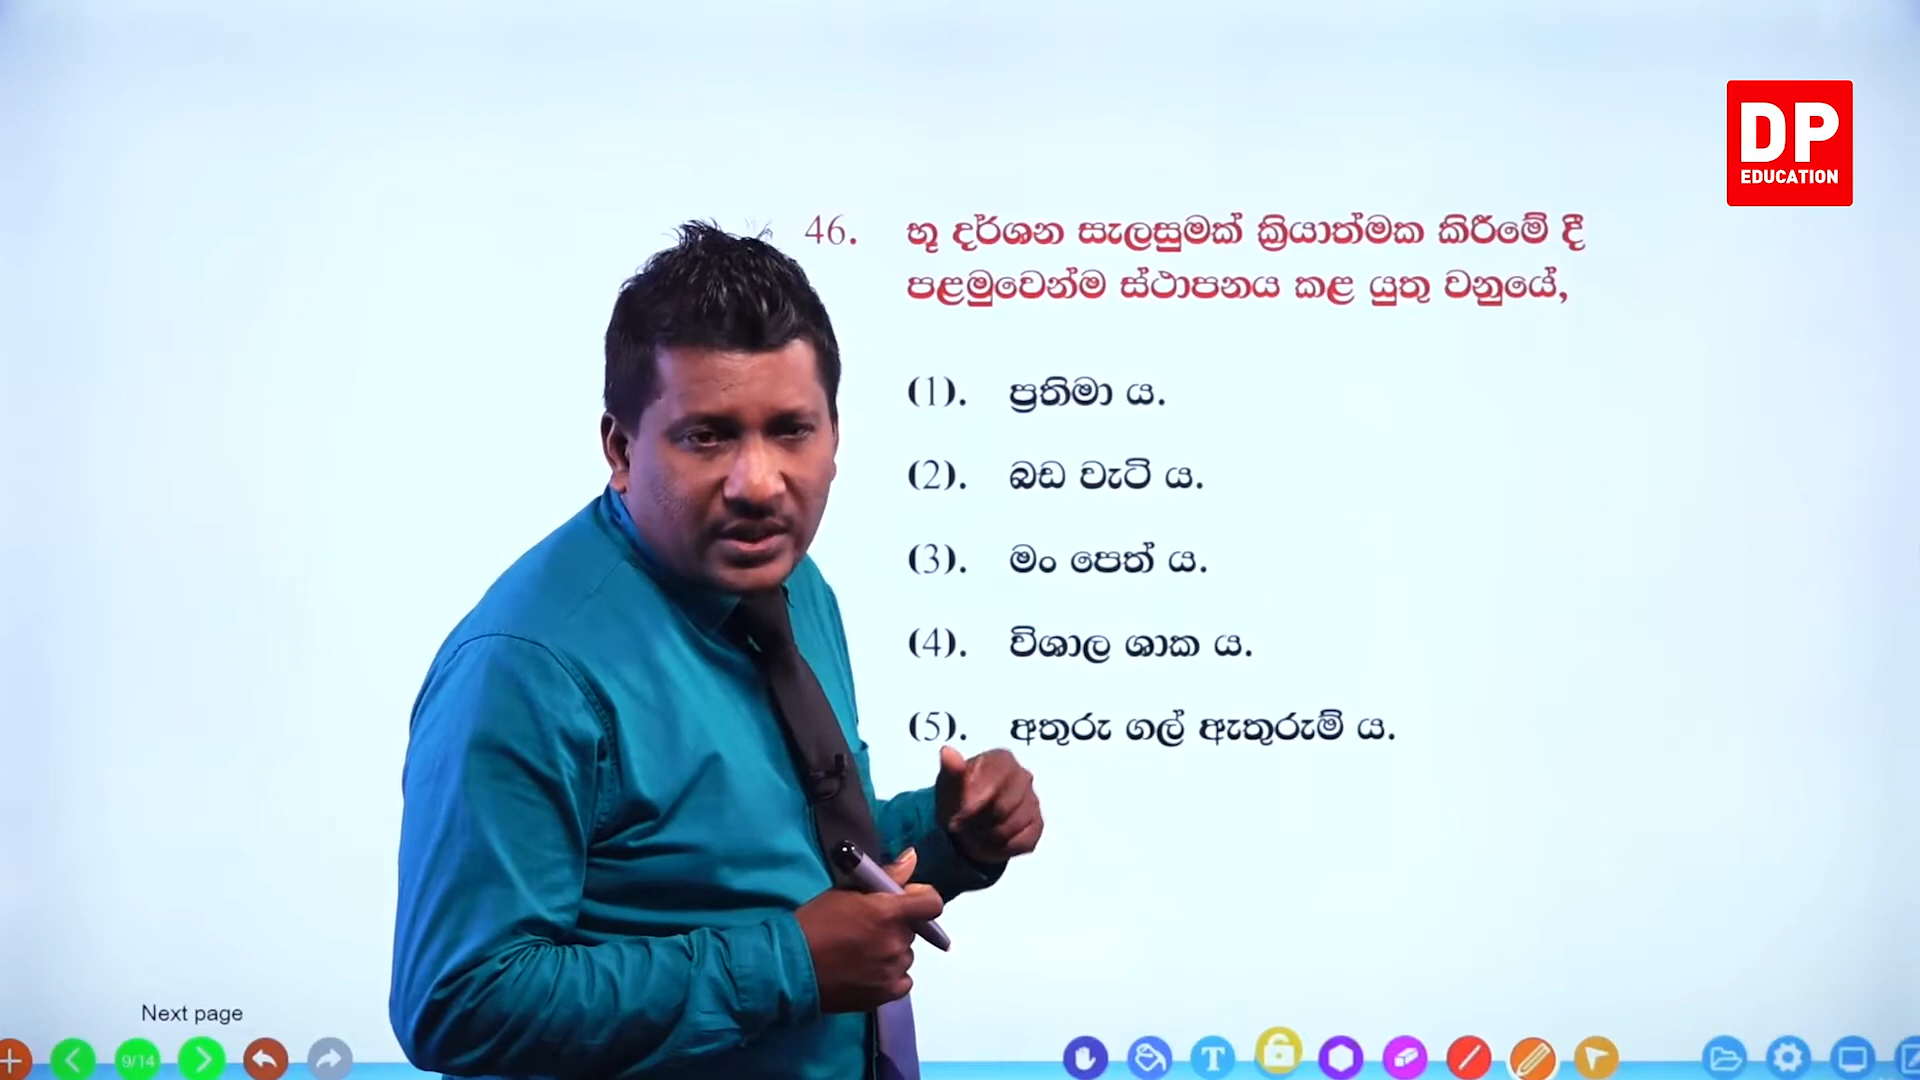 DP
EDUCATION
46. භූ දර්ශන සැලසුමක් ක්‍රියාත්මක කිරීමේ දී
පළමුවෙන්ම ස්ථාපනය කළ යුතු වනුයේ,
(1). ප්‍රතිමා ය.
(2). බඩ වැටි ය.
(3). මං පෙත් ය.
(4). විශාල ශාක ය.
(5). අතුරු ගල් ඇතුරුම් ය.
Next page
9/14
T